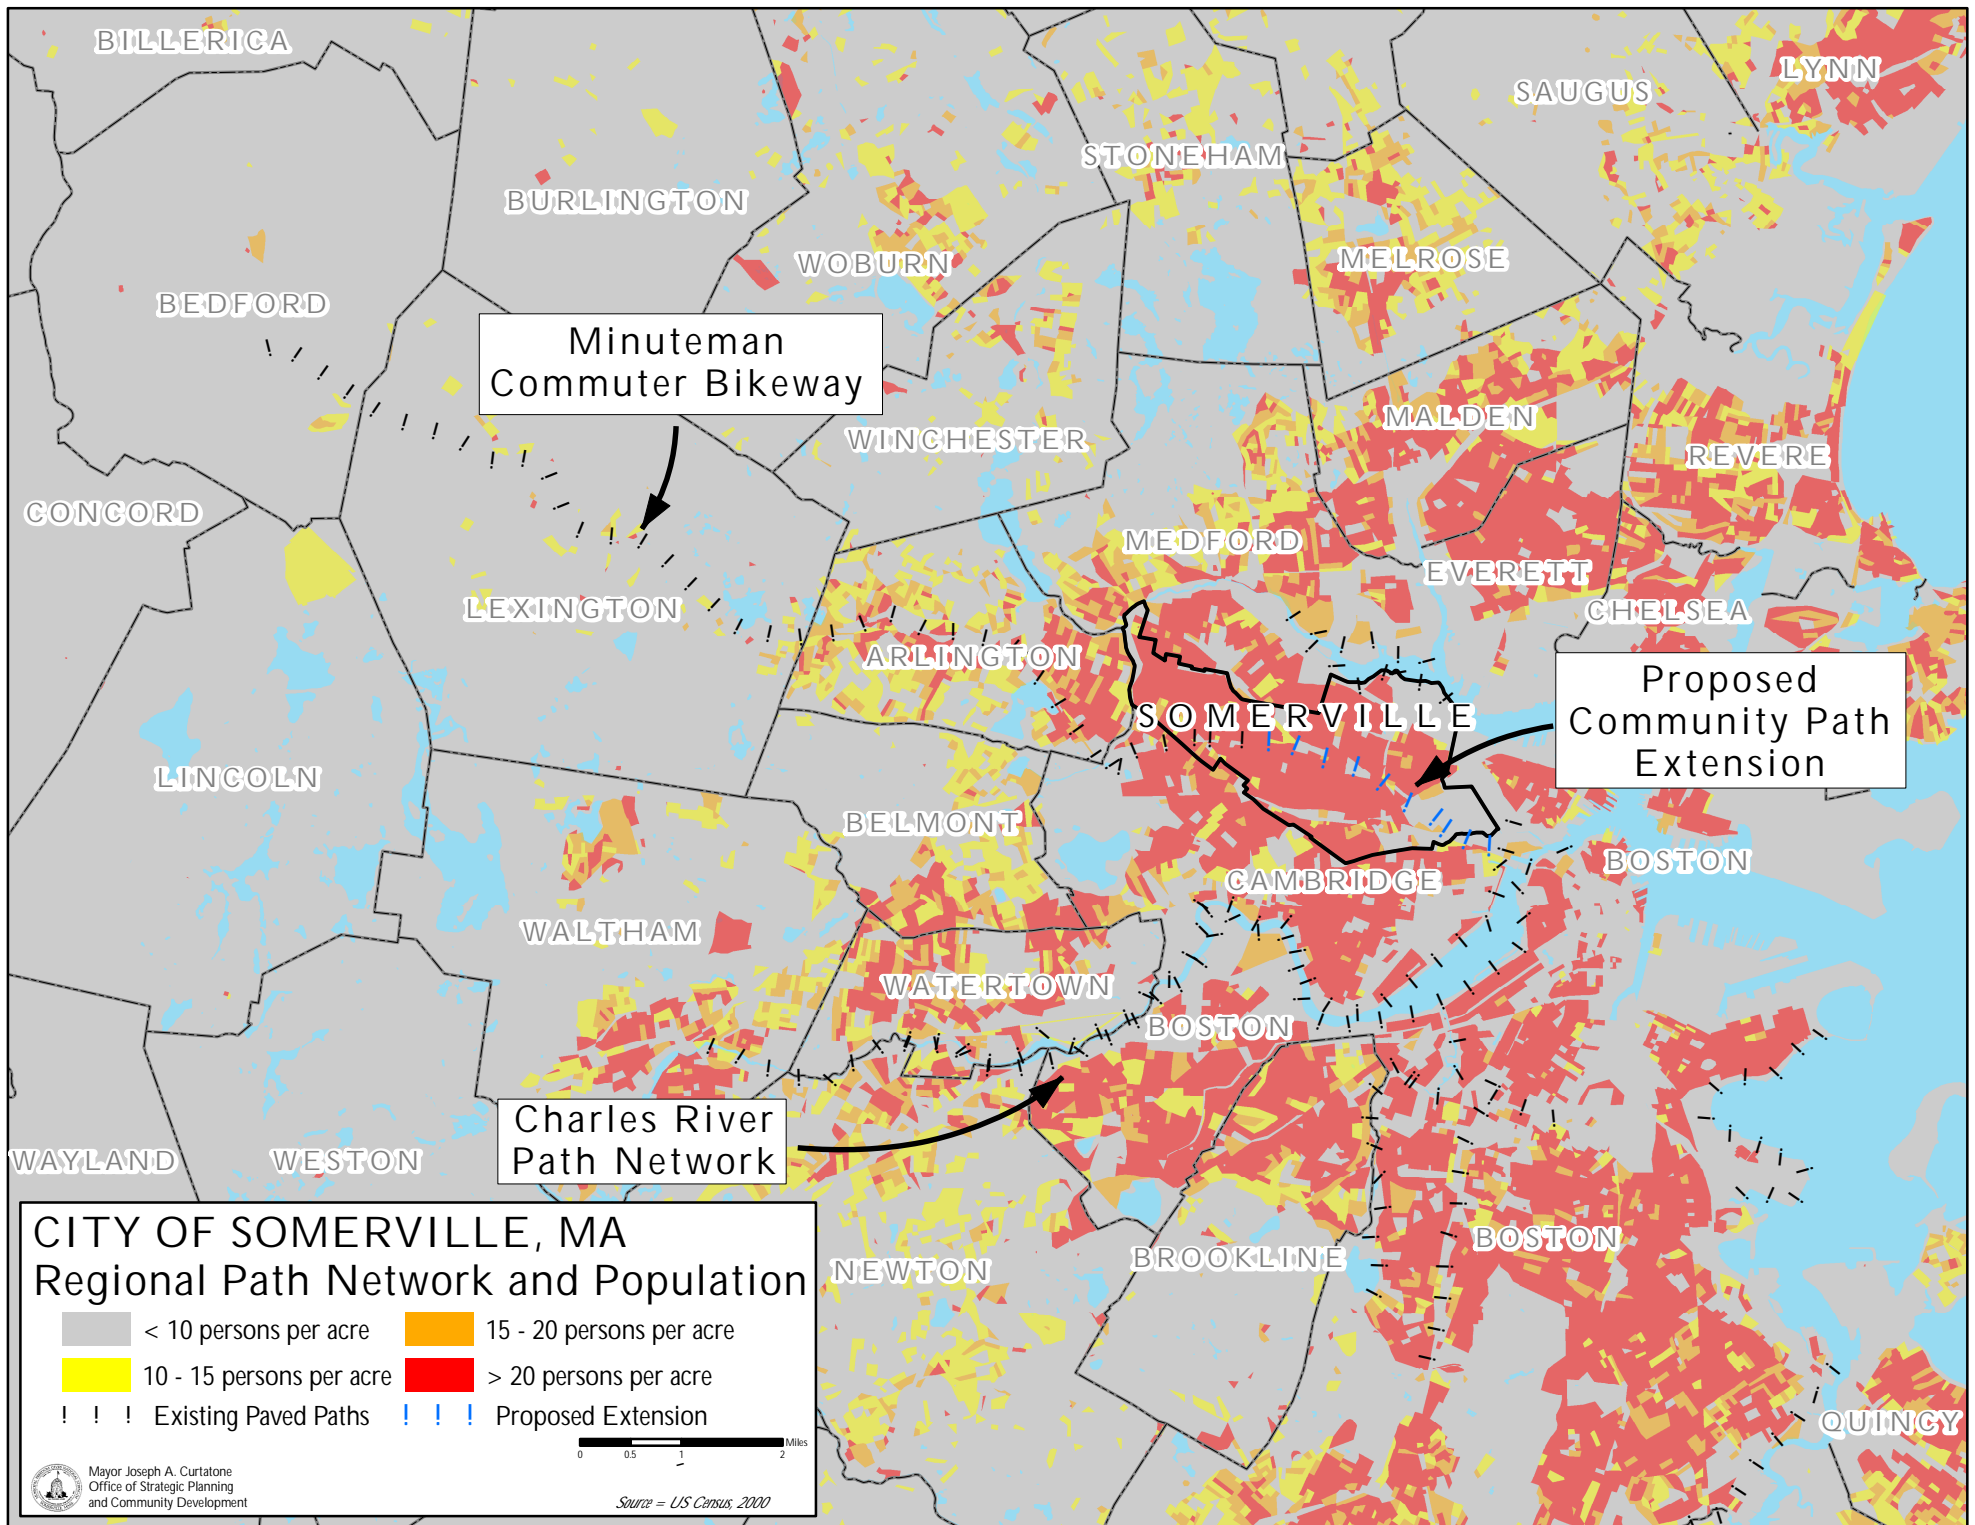 BILLERICA
LYNN
SAUGUS
STONEHAM
BURLINGTON
WOBURN
MELROSE
BEDFORD
Minuteman
Commuter Bikeway
MALDEN
WINCHESTER
REVERE
CONCORD
MEDFORD
EVERETT
LEXINGTON
CHELSEA
ARLINGTON
Proposed
Community Path
Extension
SOMERVILLE
LINCOLN
BELMONT
BOSTON
CAMBRIDGE
WALTHAM
WATERTOWN
BOSTON
Charles River
Path Network
WAYLAND
WESTON
BOSTON
BROOKLINE
NEWTON
QUINCY
CITY OF SOMERVILLE, MA
Regional Path Network and Population
< 10 persons per acre
15 - 20 persons per acre
10 - 15 persons per acre
> 20 persons per acre
! ! ! Existing Paved Paths
! ! ! Proposed Extension
Miles
0 0.5 1 2
Mayor Joseph A. Curtatone
Office of Strategic Planning
and Community Development
Source = US Census, 2000